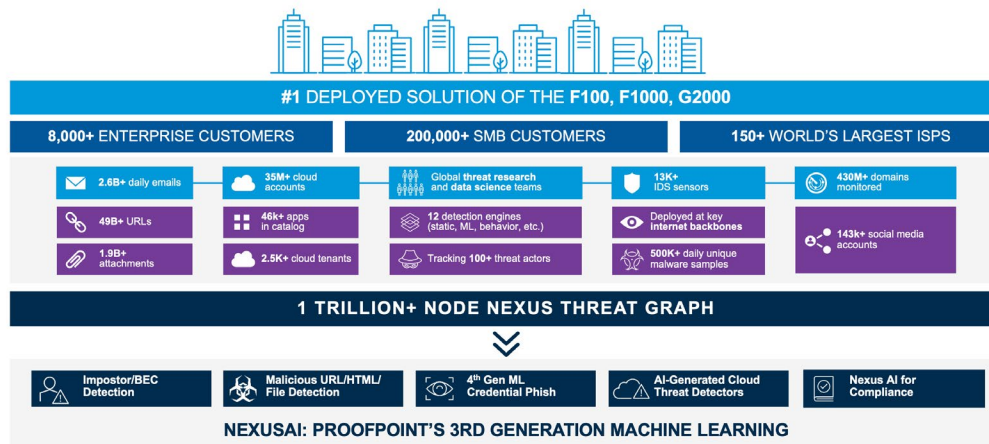 #1 DEPLOYED SOLUTION OF THE F100, F1000, G2000
8,000+ ENTERPRISE CUSTOMERS
200,000+ SMB CUSTOMERS
150+ WORLD'S LARGEST ISPS
2.6B+ daily emails
35M+ cloud
accounts
Global threat research
and data science teams
13K+
IDS sensors
430M+ domains
monitored
49B+ URLs
46k+ apps
in catalog
12 detection engines
(static, ML, behavior, etc.)
Deployed at key
internet backbones
143k+ social media
accounts
1.9B+
attachments
2.5K+ cloud tenants
Tracking 100+ threat actors
500K+ daily unique
malware samples
1 TRILLION+ NODE NEXUS THREAT GRAPH
Impostor/BEC
Detection
Malicious URL/HTML/
File Detection
4th Gen ML
Credential Phish
AI-Generated Cloud
Threat Detectors
Nexus AI for
Compliance
NEXUSAI: PROOFPOINT'S 3RD GENERATION MACHINE LEARNING